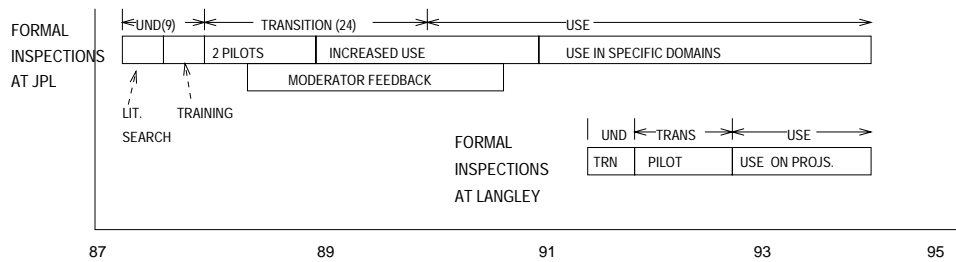 UND(9) TRANSITION (24) USE
FORMAL
INSPECTIONS
AT JPL
2 PILOTS INCREASED USE USE IN SPECIFIC DOMAINS
MODERATOR FEEDBACK
LIT.
SEARCH
TRAINING
FORMAL
INSPECTIONS
AT LANGLEY
UND TRANS USE
TRN PILOT USE ON PROJS.
87 89 91 93 95